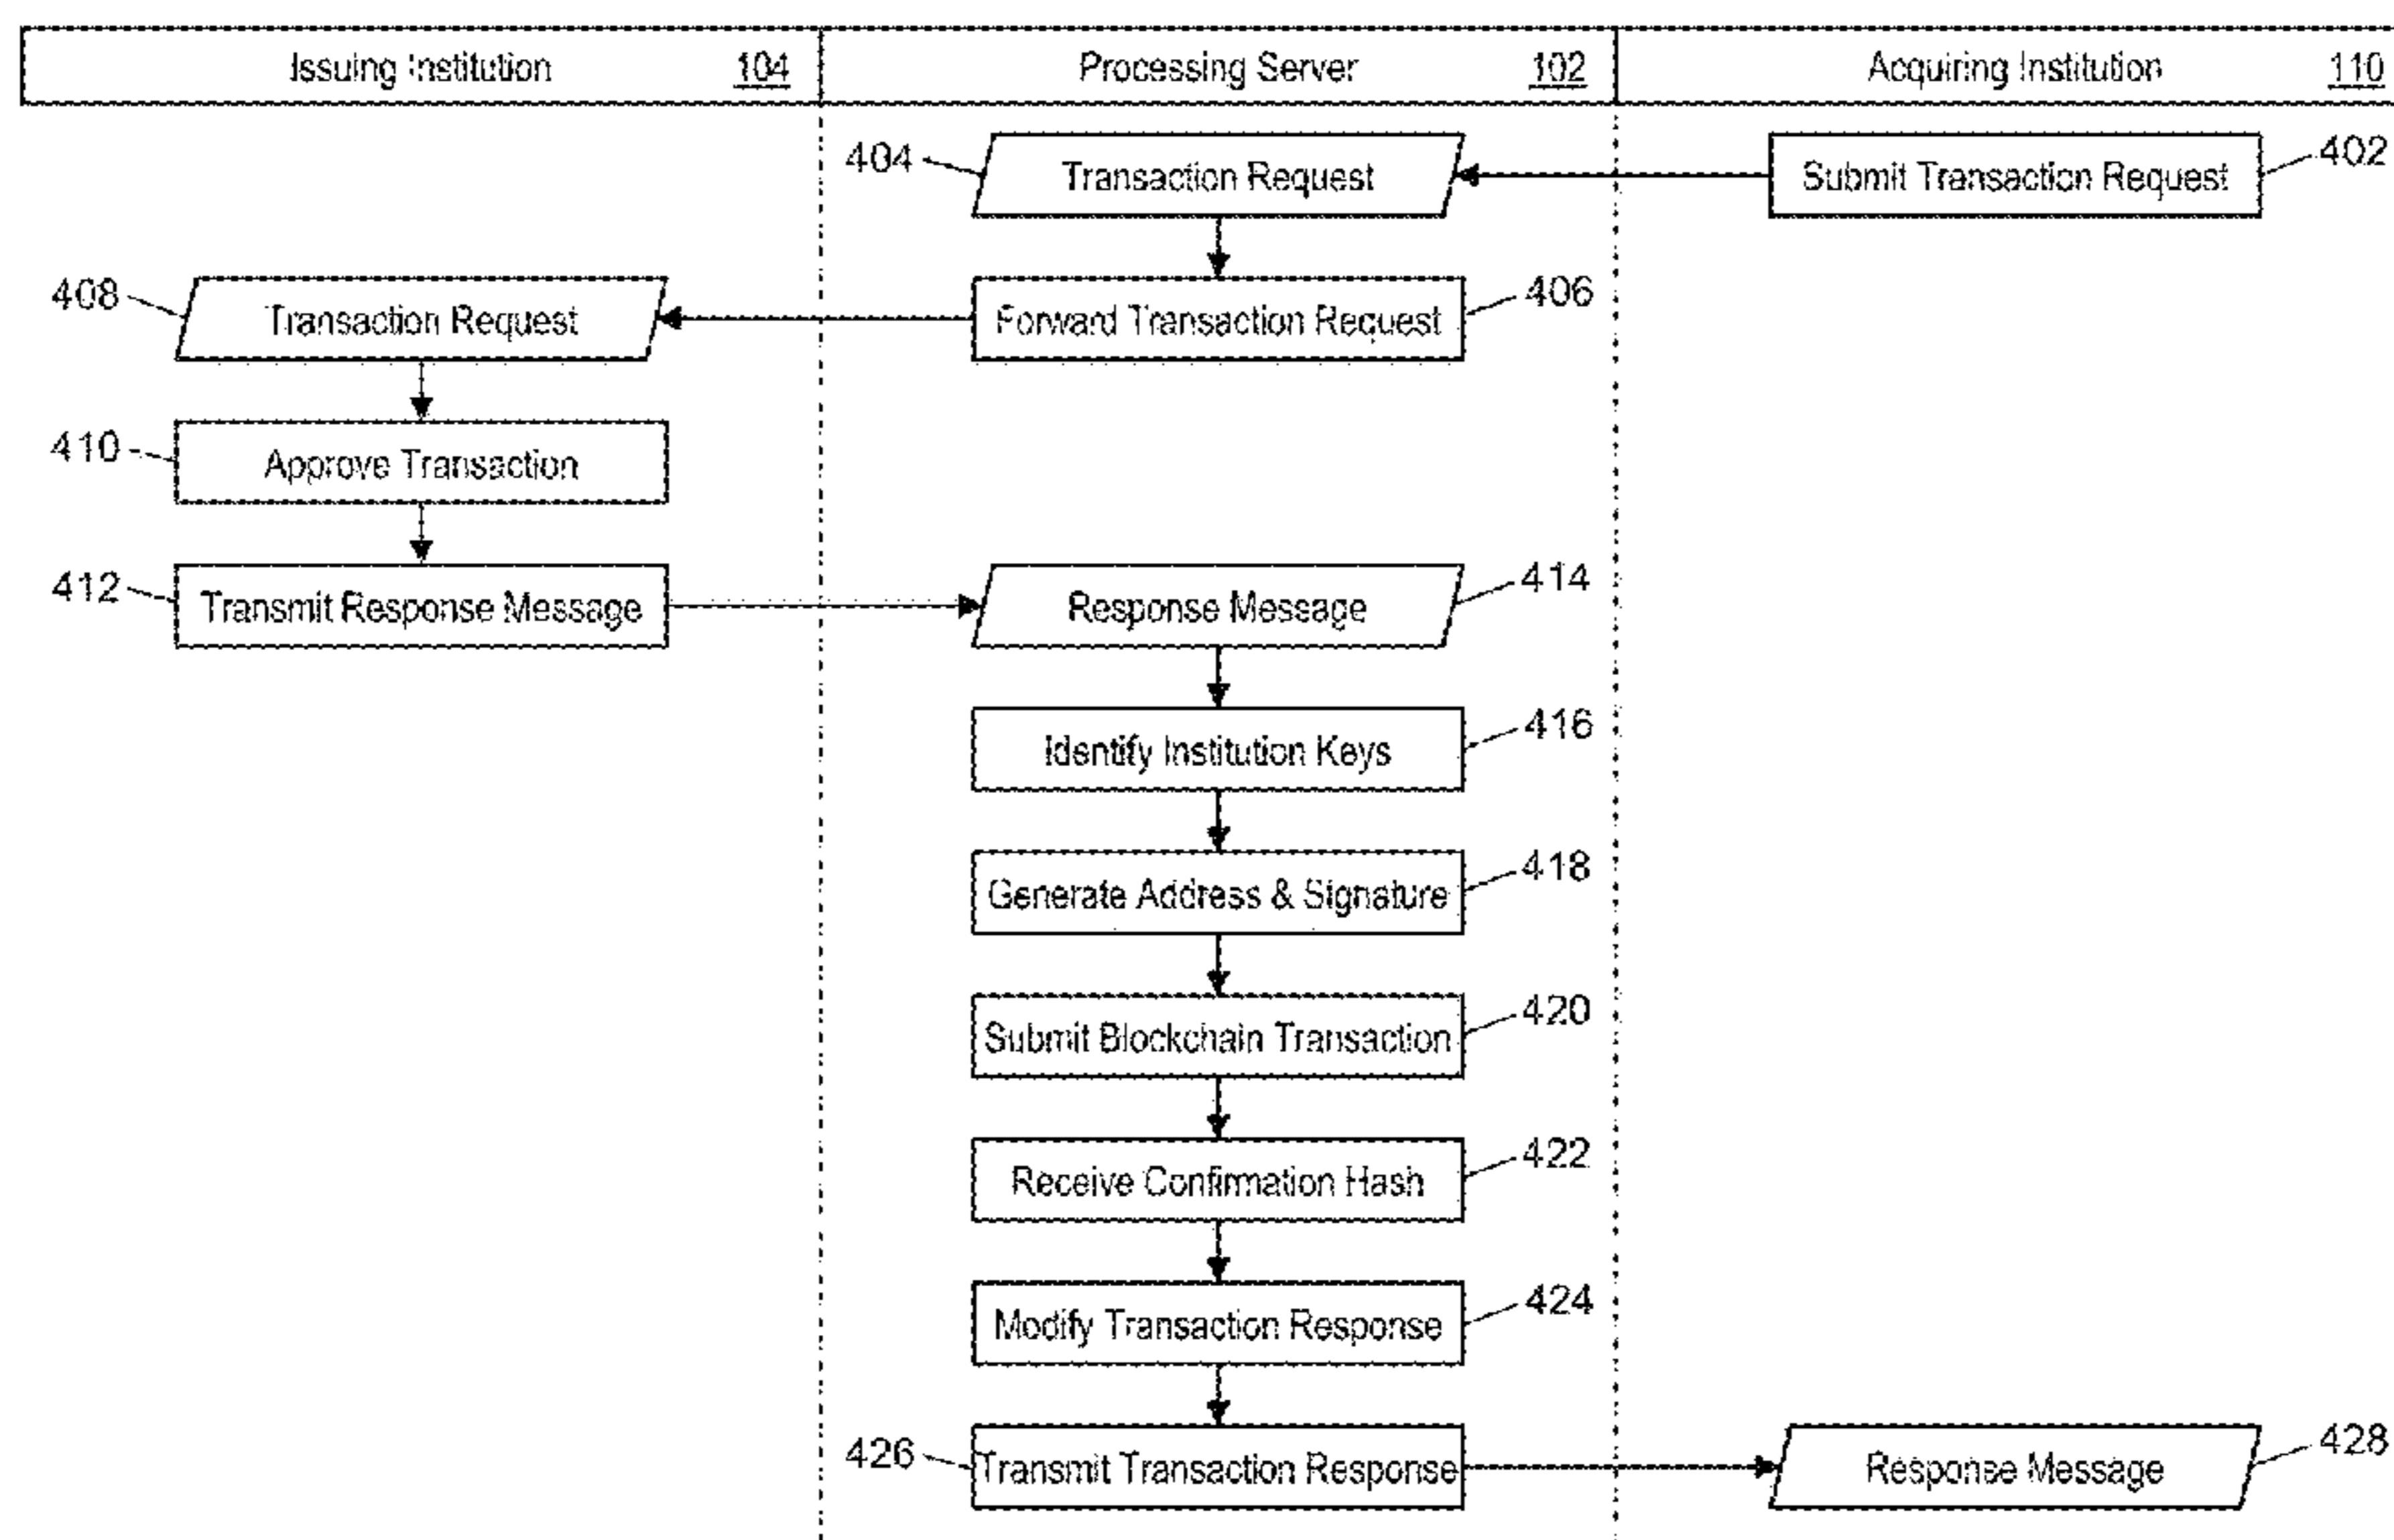 Issuing Institution 104 Processing Server 102 Acquiring Institution 110
404 Transaction Request Submit Transaction Request 402
408 Transaction Request Forward Transaction Request 406
410 Approve Transaction
412 Transmit Response Message Response Message 414
Identify Institution Keys 416
Generate Address & Signature 418
Submit Blockchain Transaction 420
Receive Confirmation Hash 422
Modify Transaction Response 424
426 Transmit Transaction Response Response Message 428